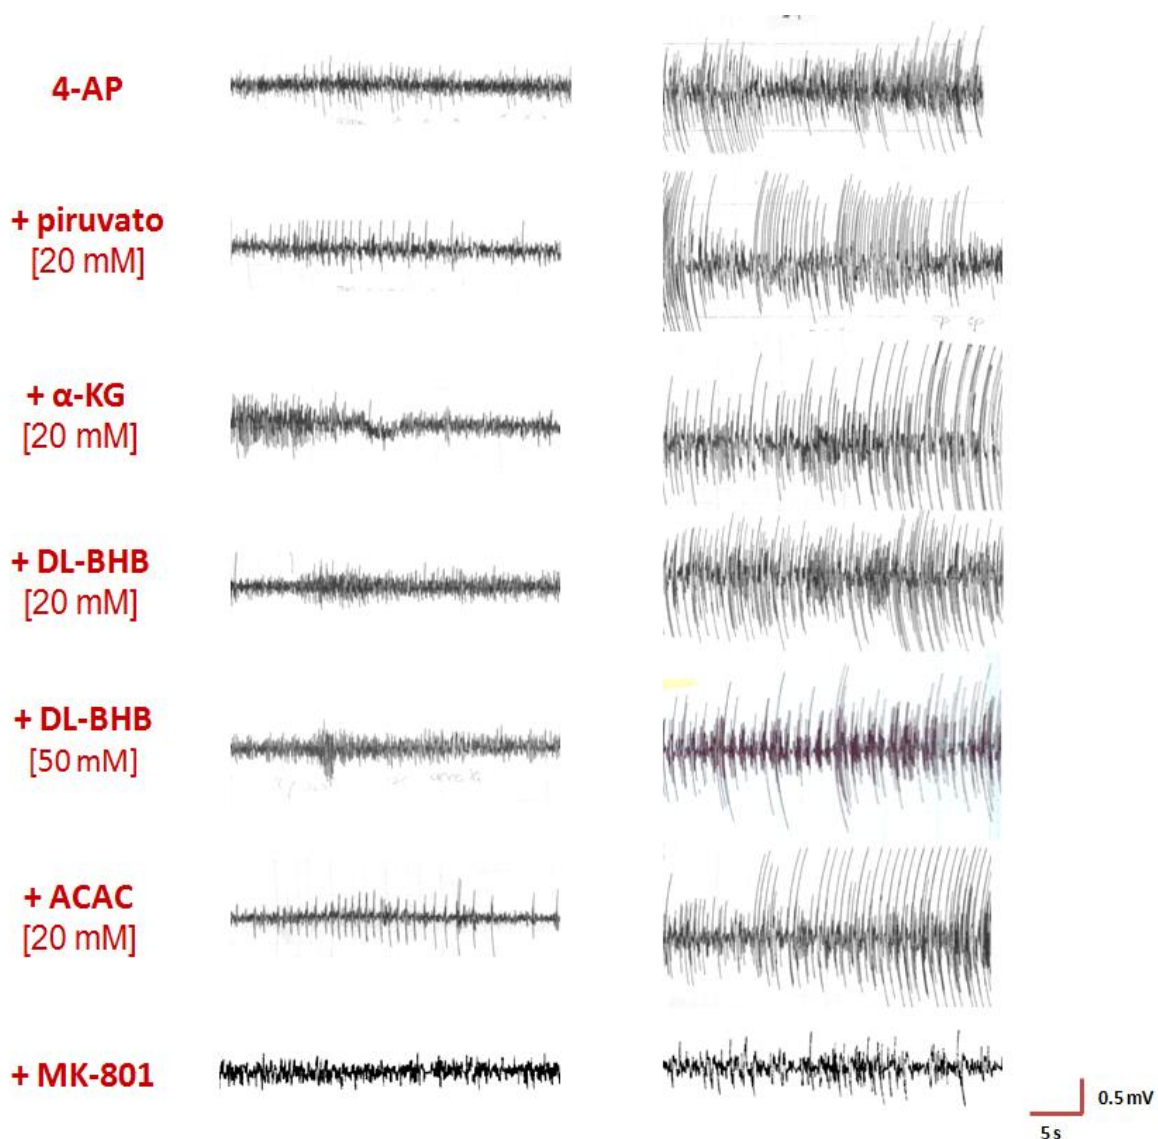 4-AP
+ piruvato
[20 mM]
+ α-KG
[20 mM]
+ DL-BHB
[20 mM]
+ DL-BHB
[50 mM]
+ ACAC
[20 mM]
+ MK-801
0.5 mV
5 s